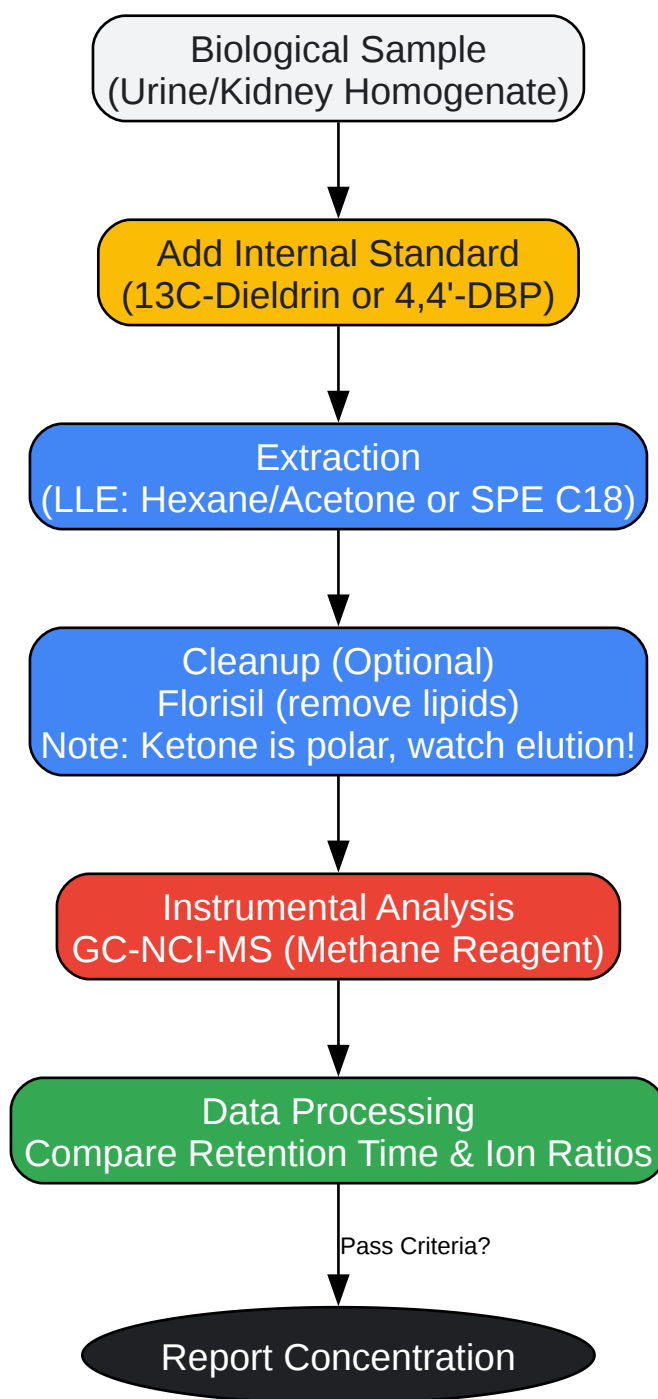 Biological Sample
(Urine/Kidney Homogenate)
Add Internal Standard
(13C-Dieldrin or 4,4'-DBP)
Extraction
(LLE: Hexane/Acetone or SPE C18)
Cleanup (Optional)
Florisil (remove lipids)
Note: Ketone is polar, watch elution!
Instrumental Analysis
GC-NCI-MS (Methane Reagent)
Data Processing
Compare Retention Time & Ion Ratios
Pass Criteria?
Report Concentration